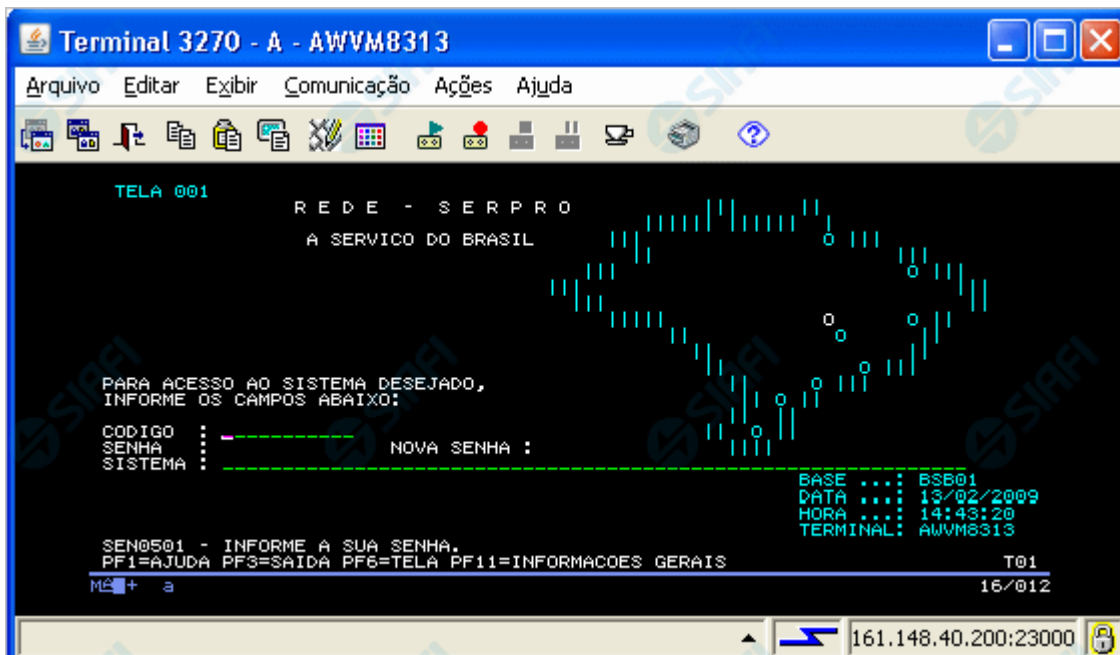 Terminal 3270 - A - AWVM8313
Arquivo Editar Exibir Comunicação Ações Ajuda
TELA 001
R E D E - S E R P R O
A SERVICO DO BRASIL
PARA ACESSO AO SISTEMA DESEJADO,
INFORME OS CAMPOS ABAIXO:
CODIGO :
SENHA : NOVA SENHA :
SISTEMA :
BASE ...: BSB01
DATA ...: 13/02/2009
HORA ...: 14:43:20
TERMINAL: AWVM8313
SEN0501 - INFORME A SUA SENHA.
PF1=AJUDA PF3=SAIDA PF6=TELA PF11=INFORMACOES GERAIS T01
MA + a 16/012
161.148.40.200:23000
SIAFI